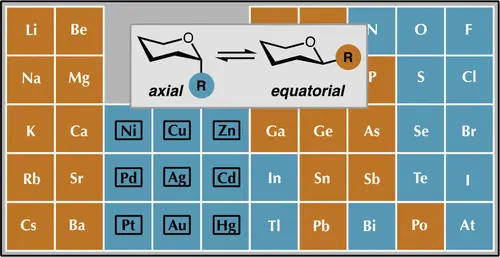 Li Be N O F
O O
R R
axial equatorial
Na Mg P S Cl
K Ca Ni Cu Zn Ga Ge As Se Br
Rb Sr Pd Ag Cd In Sn Sb Te I
Cs Ba Pt Au Hg Tl Pb Bi Po At